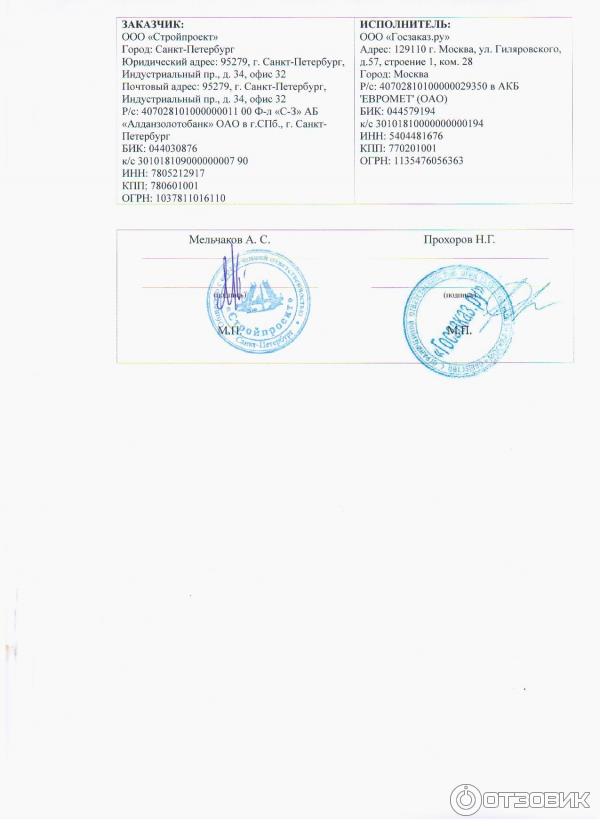 ЗАКАЗЧИК:
ООО «Стройпроект»
Город: Санкт-Петербург
Юридический адрес: 95279, г. Санкт-Петербург,
Индустриальный пр., д. 34, офис 32
Почтовый адрес: 95279, г. Санкт-Петербург,
Индустриальный пр., д. 34, офис 32
Р/с: 407028101000000011 00 Ф-л «С-З» АБ
«Алданзолотобанк» ОАО в г.СПб., г. Санкт-
Петербург
БИК: 044030876
к/с 301018109000000007 90
ИНН: 7805212917
КПП: 780601001
ОГРН: 1037811016110
ИСПОЛНИТЕЛЬ:
ООО «Госзаказ.ру»
Адрес: 129110 г. Москва, ул. Гиляровского,
д.57, строение 1, ком. 28
Город: Москва
Р/с: 40702810100000029350 в АКБ
'ЕВРОМЕТ' (ОАО)
БИК: 044579194
к/с 30101810000000000194
ИНН: 5404481676
КПП: 770201001
ОГРН: 1135476056363
Мельчаков А. С.
(подпись)
М.П.
«Стройпроект»
Санкт-Петербург
Прохоров Н.Г.
(подпись)
М.П.
«Госзаказ.ру»
ОТЗОВИК